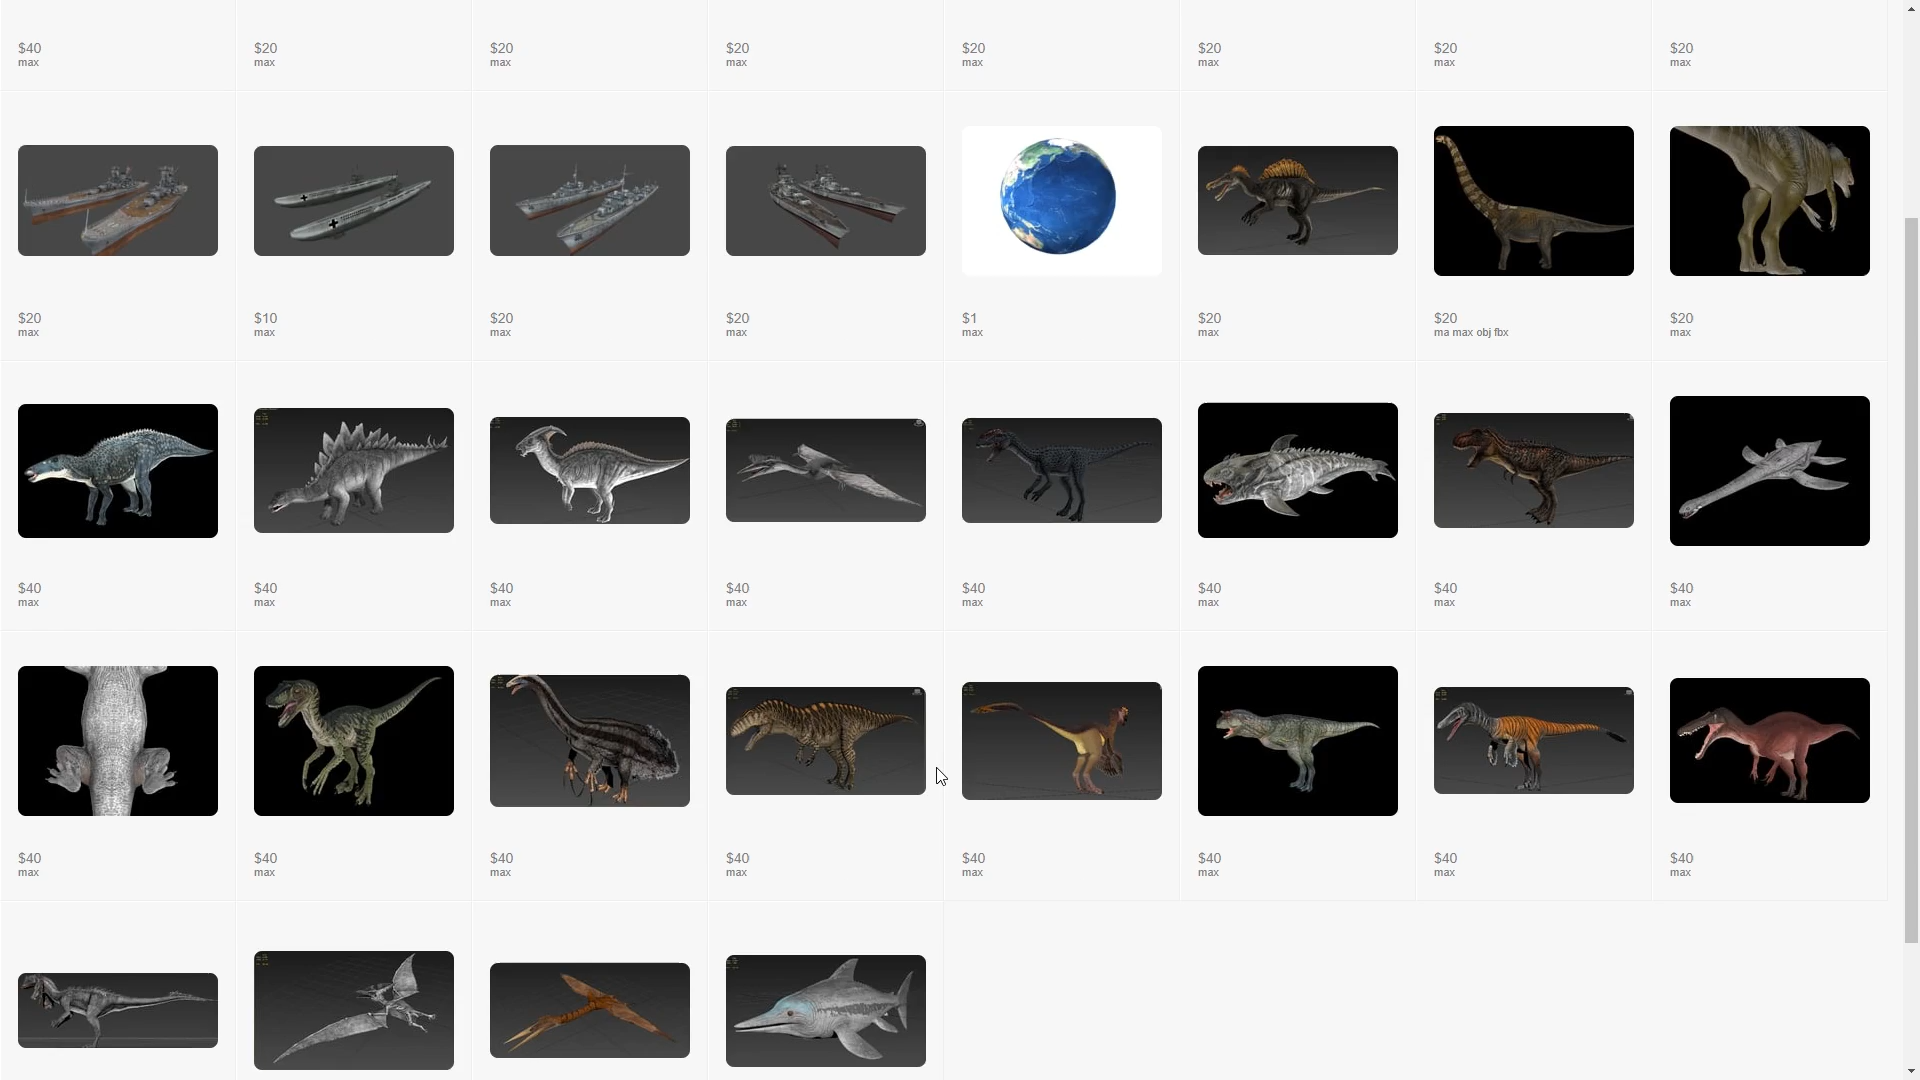 $40 $20 $20 $20 $20 $20 $20 $20
max max max max max max max max
$20 $10 $20 $20 $1 $20 $20 $20
max max max max max max ma max obj fbx max
$40 $40 $40 $40 $40 $40 $40 $40
max max max max max max max max
$40 $40 $40 $40 $40 $40 $40 $40
max max max max max max max max